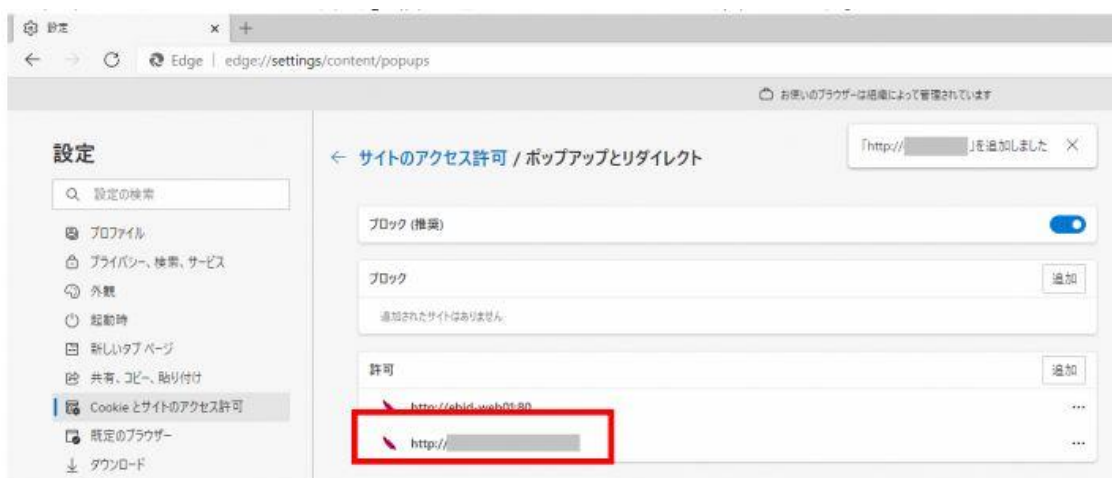 設定
Edge | edge://settings/content/popups
お使いのブラウザーは組織によって管理されています
設定
設定の検索
プロファイル
プライバシー、検索、サービス
外観
起動時
新しいタブ ページ
共有、コピー、貼り付け
Cookie とサイトのアクセス許可
既定のブラウザー
ダウンロード
サイトのアクセス許可 / ポップアップとリダイレクト
「http:// 」を追加しました
ブロック (推奨)
ブロック
追加
追加されたサイトはありません
許可
追加
http://ebid-web01:80
http://